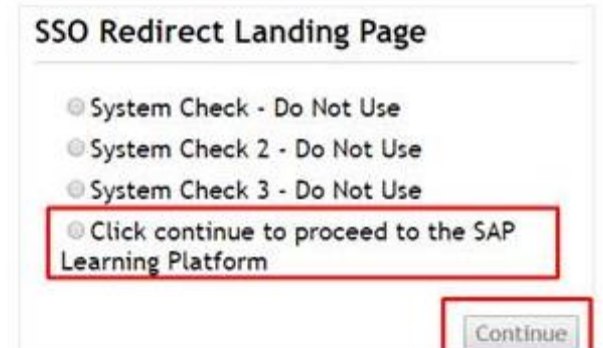 SSO Redirect Landing Page
System Check - Do Not Use
System Check 2 - Do Not Use
System Check 3 - Do Not Use
Click continue to proceed to the SAP
Learning Platform
Continue